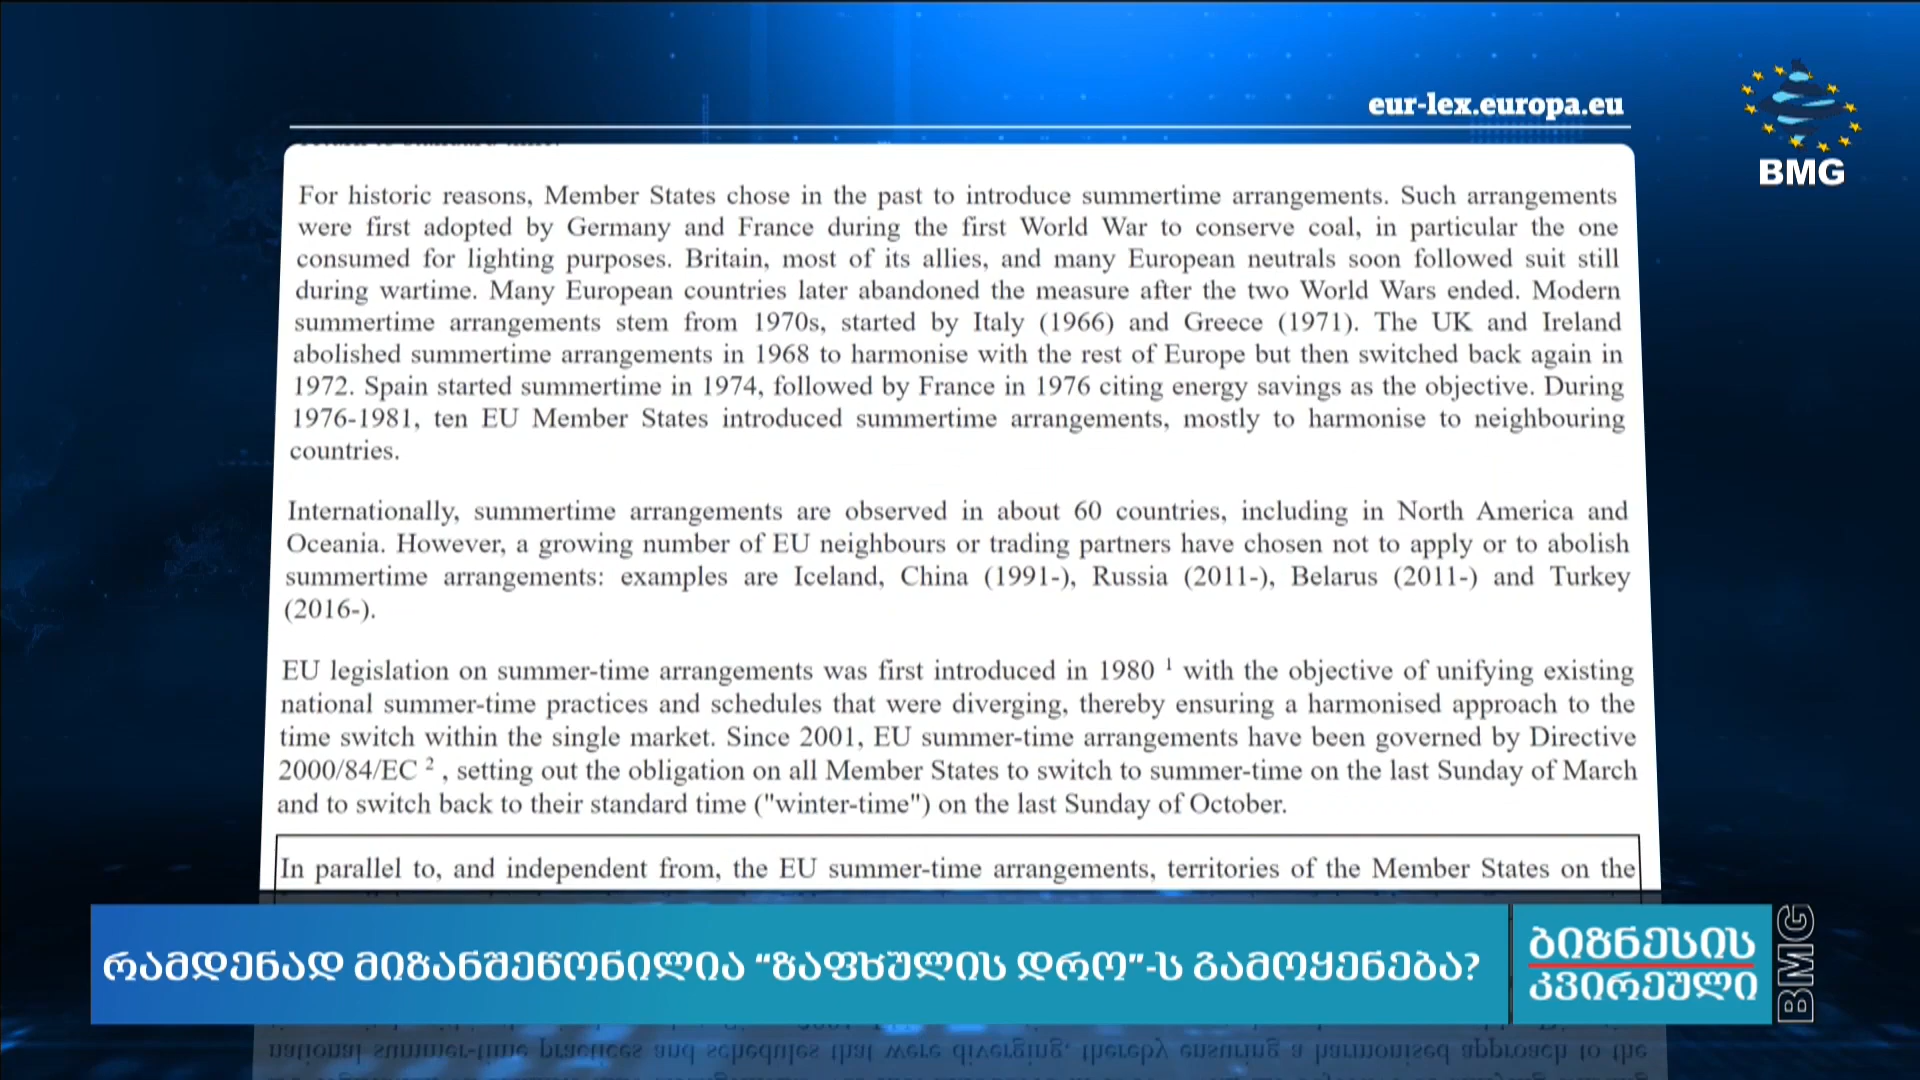 eur-lex.europa.eu
BMG
For historic reasons, Member States chose in the past to introduce summertime arrangements. Such arrangements
were first adopted by Germany and France during the first World War to conserve coal, in particular the one
consumed for lighting purposes. Britain, most of its allies, and many European neutrals soon followed suit still
during wartime. Many European countries later abandoned the measure after the two World Wars ended. Modern
summertime arrangements stem from 1970s, started by Italy (1966) and Greece (1971). The UK and Ireland
abolished summertime arrangements in 1968 to harmonise with the rest of Europe but then switched back again in
1972. Spain started summertime in 1974, followed by France in 1976 citing energy savings as the objective. During
1976-1981, ten EU Member States introduced summertime arrangements, mostly to harmonise to neighbouring
countries.
Internationally, summertime arrangements are observed in about 60 countries, including in North America and
Oceania. However, a growing number of EU neighbours or trading partners have chosen not to apply or to abolish
summertime arrangements: examples are Iceland, China (1991-), Russia (2011-), Belarus (2011-) and Turkey
(2016-).
EU legislation on summer-time arrangements was first introduced in 1980 1 with the objective of unifying existing
national summer-time practices and schedules that were diverging, thereby ensuring a harmonised approach to the
time switch within the single market. Since 2001, EU summer-time arrangements have been governed by Directive
2000/84/EC 2 , setting out the obligation on all Member States to switch to summer-time on the last Sunday of March
and to switch back to their standard time ("winter-time") on the last Sunday of October.
In parallel to, and independent from, the EU summer-time arrangements, territories of the Member States on the
რამდენად მიზანშეწონილია “ზაფხულის დრო”-ს გამოყენება?
ბიზნესის
კვირეული
BMG